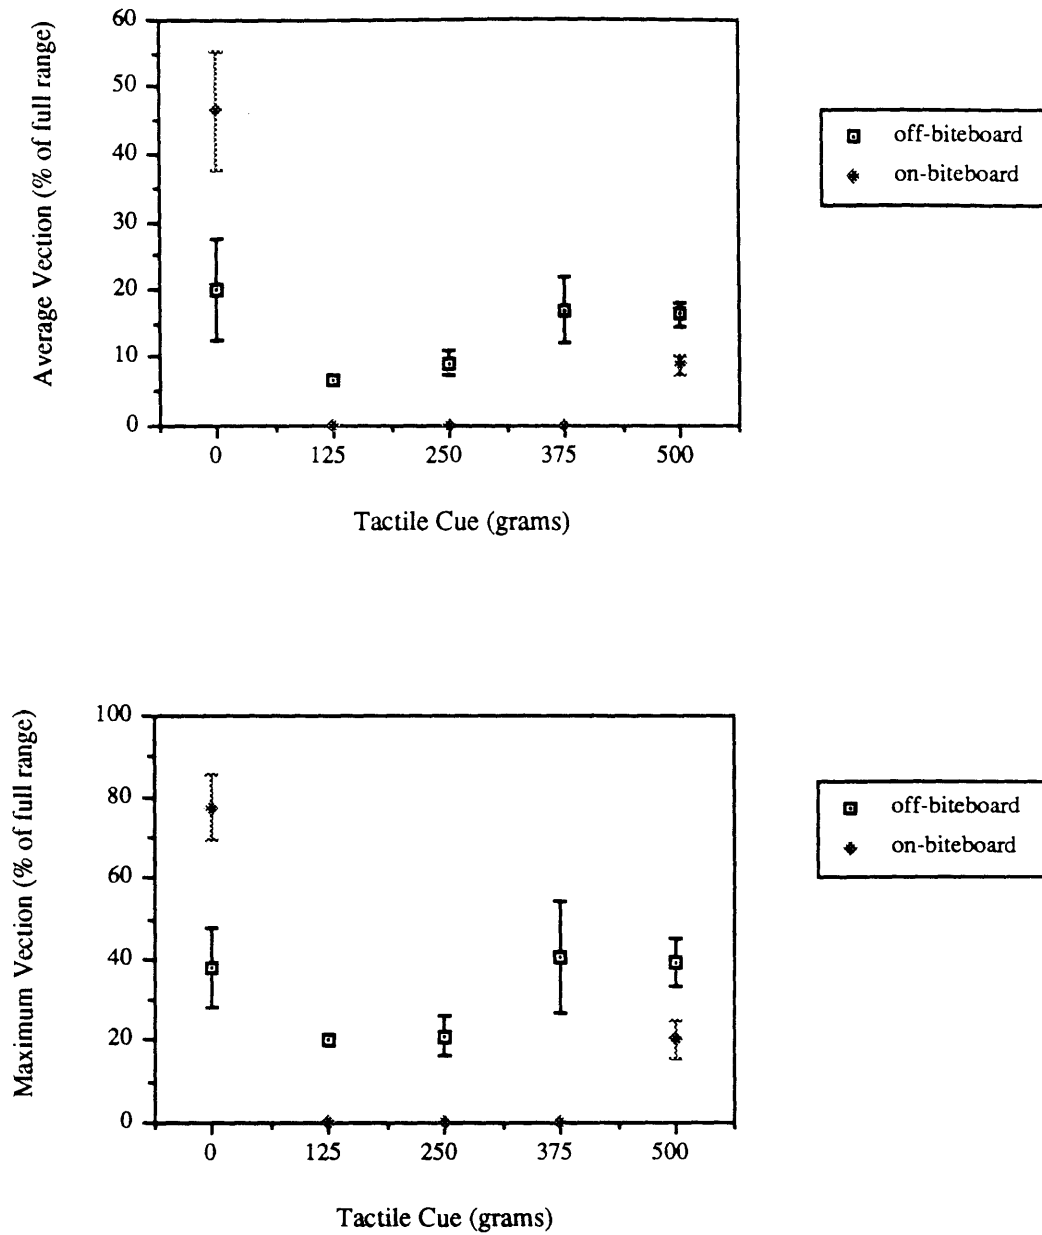 60
50
40
30
20
10
0
Average Vection (% of full range)
0 125 250 375 500
Tactile Cue (grams)
off-biteboard
on-biteboard
100
80
60
40
20
0
Maximum Vection (% of full range)
0 125 250 375 500
Tactile Cue (grams)
off-biteboard
on-biteboard